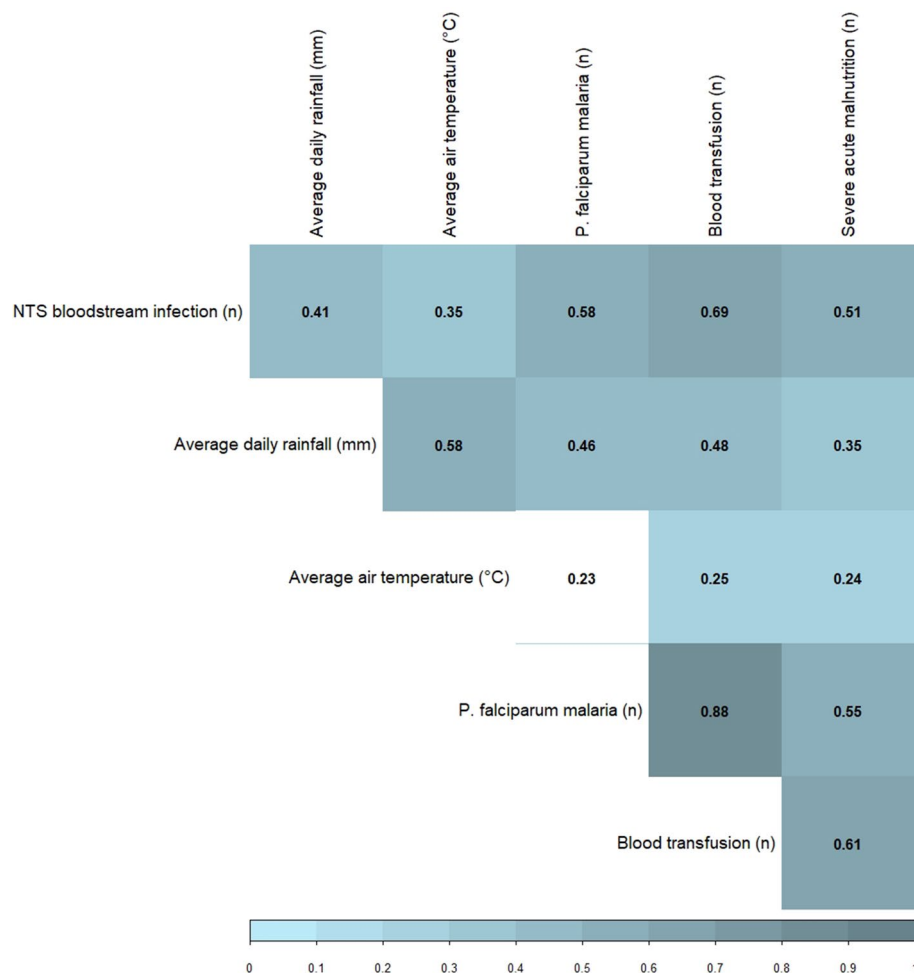 Average daily rainfall (mm)
Average air temperature (°C)
P. falciparum malaria (n)
Blood transfusion (n)
Severe acute malnutrition (n)
NTS bloodstream infection (n) 0.41 0.35 0.58 0.69 0.51
Average daily rainfall (mm) 0.58 0.46 0.48 0.35
Average air temperature (°C) 0.23 0.25 0.24
P. falciparum malaria (n) 0.88 0.55
Blood transfusion (n) 0.61
0 0.1 0.2 0.3 0.4 0.5 0.6 0.7 0.8 0.9